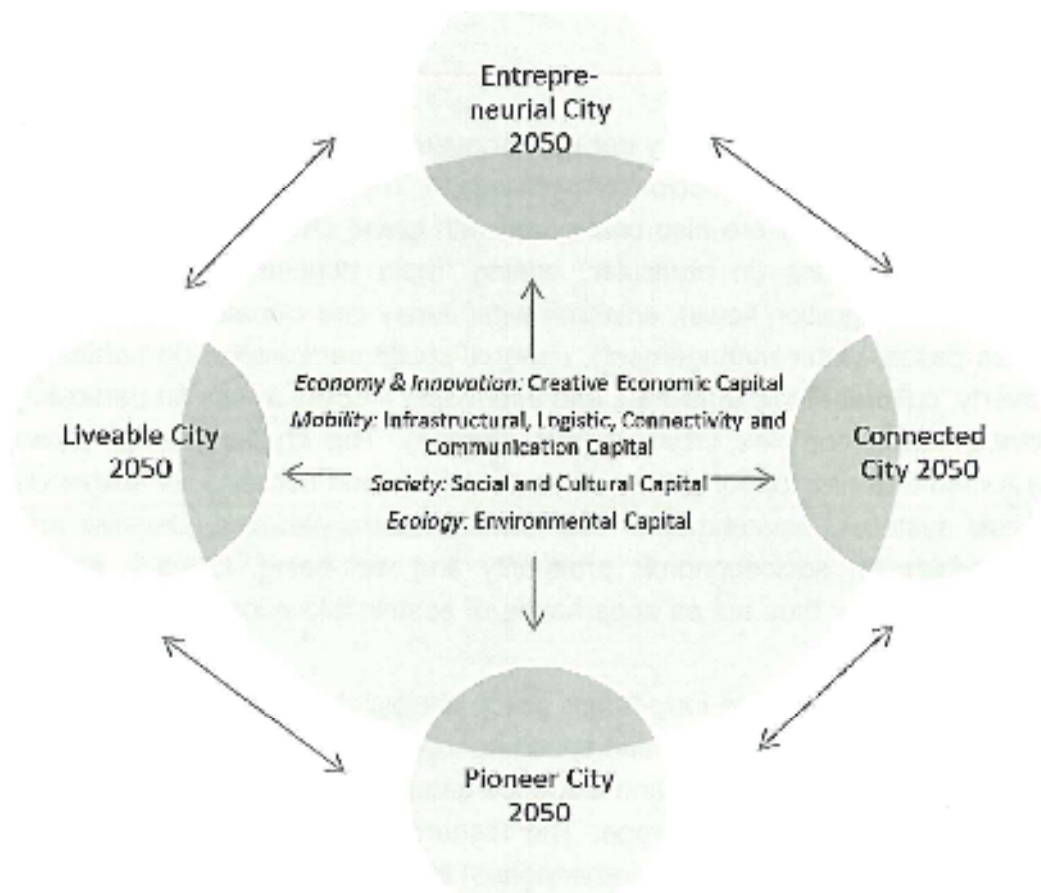 Entrepre-
neurial City
2050
Economy & Innovation: Creative Economic Capital
Mobility: Infrastructural, Logistic, Connectivity and
Communication Capital
Society: Social and Cultural Capital
Ecology: Environmental Capital
Liveable City
2050
Connected
City 2050
Pioneer City
2050